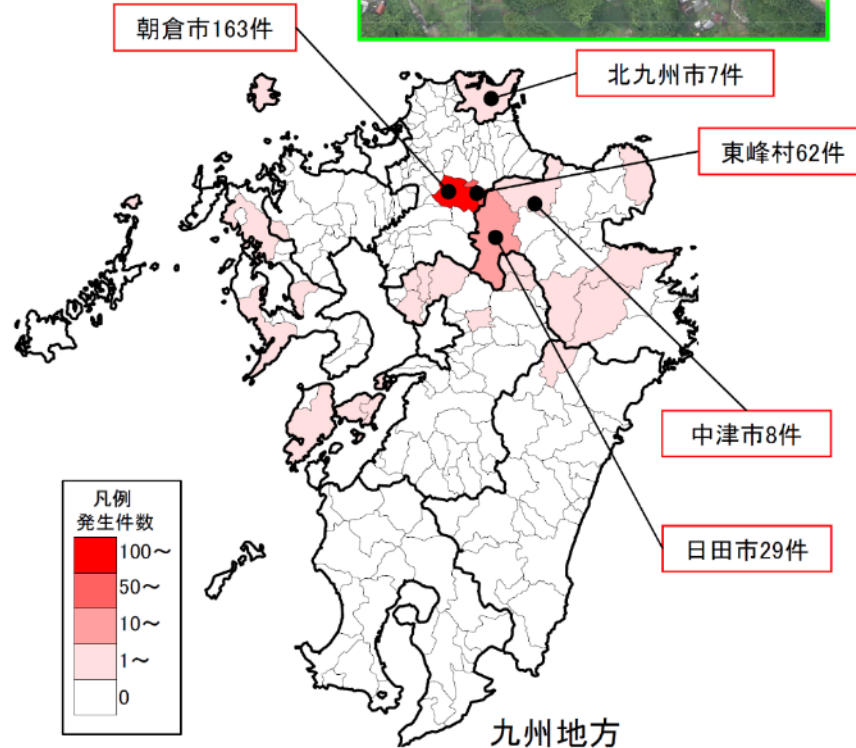 朝倉市163件
北九州市7件
東峰村62件
中津市8件
日田市29件
凡例
発生件数
100～
50～
10～
1～
0
九州地方